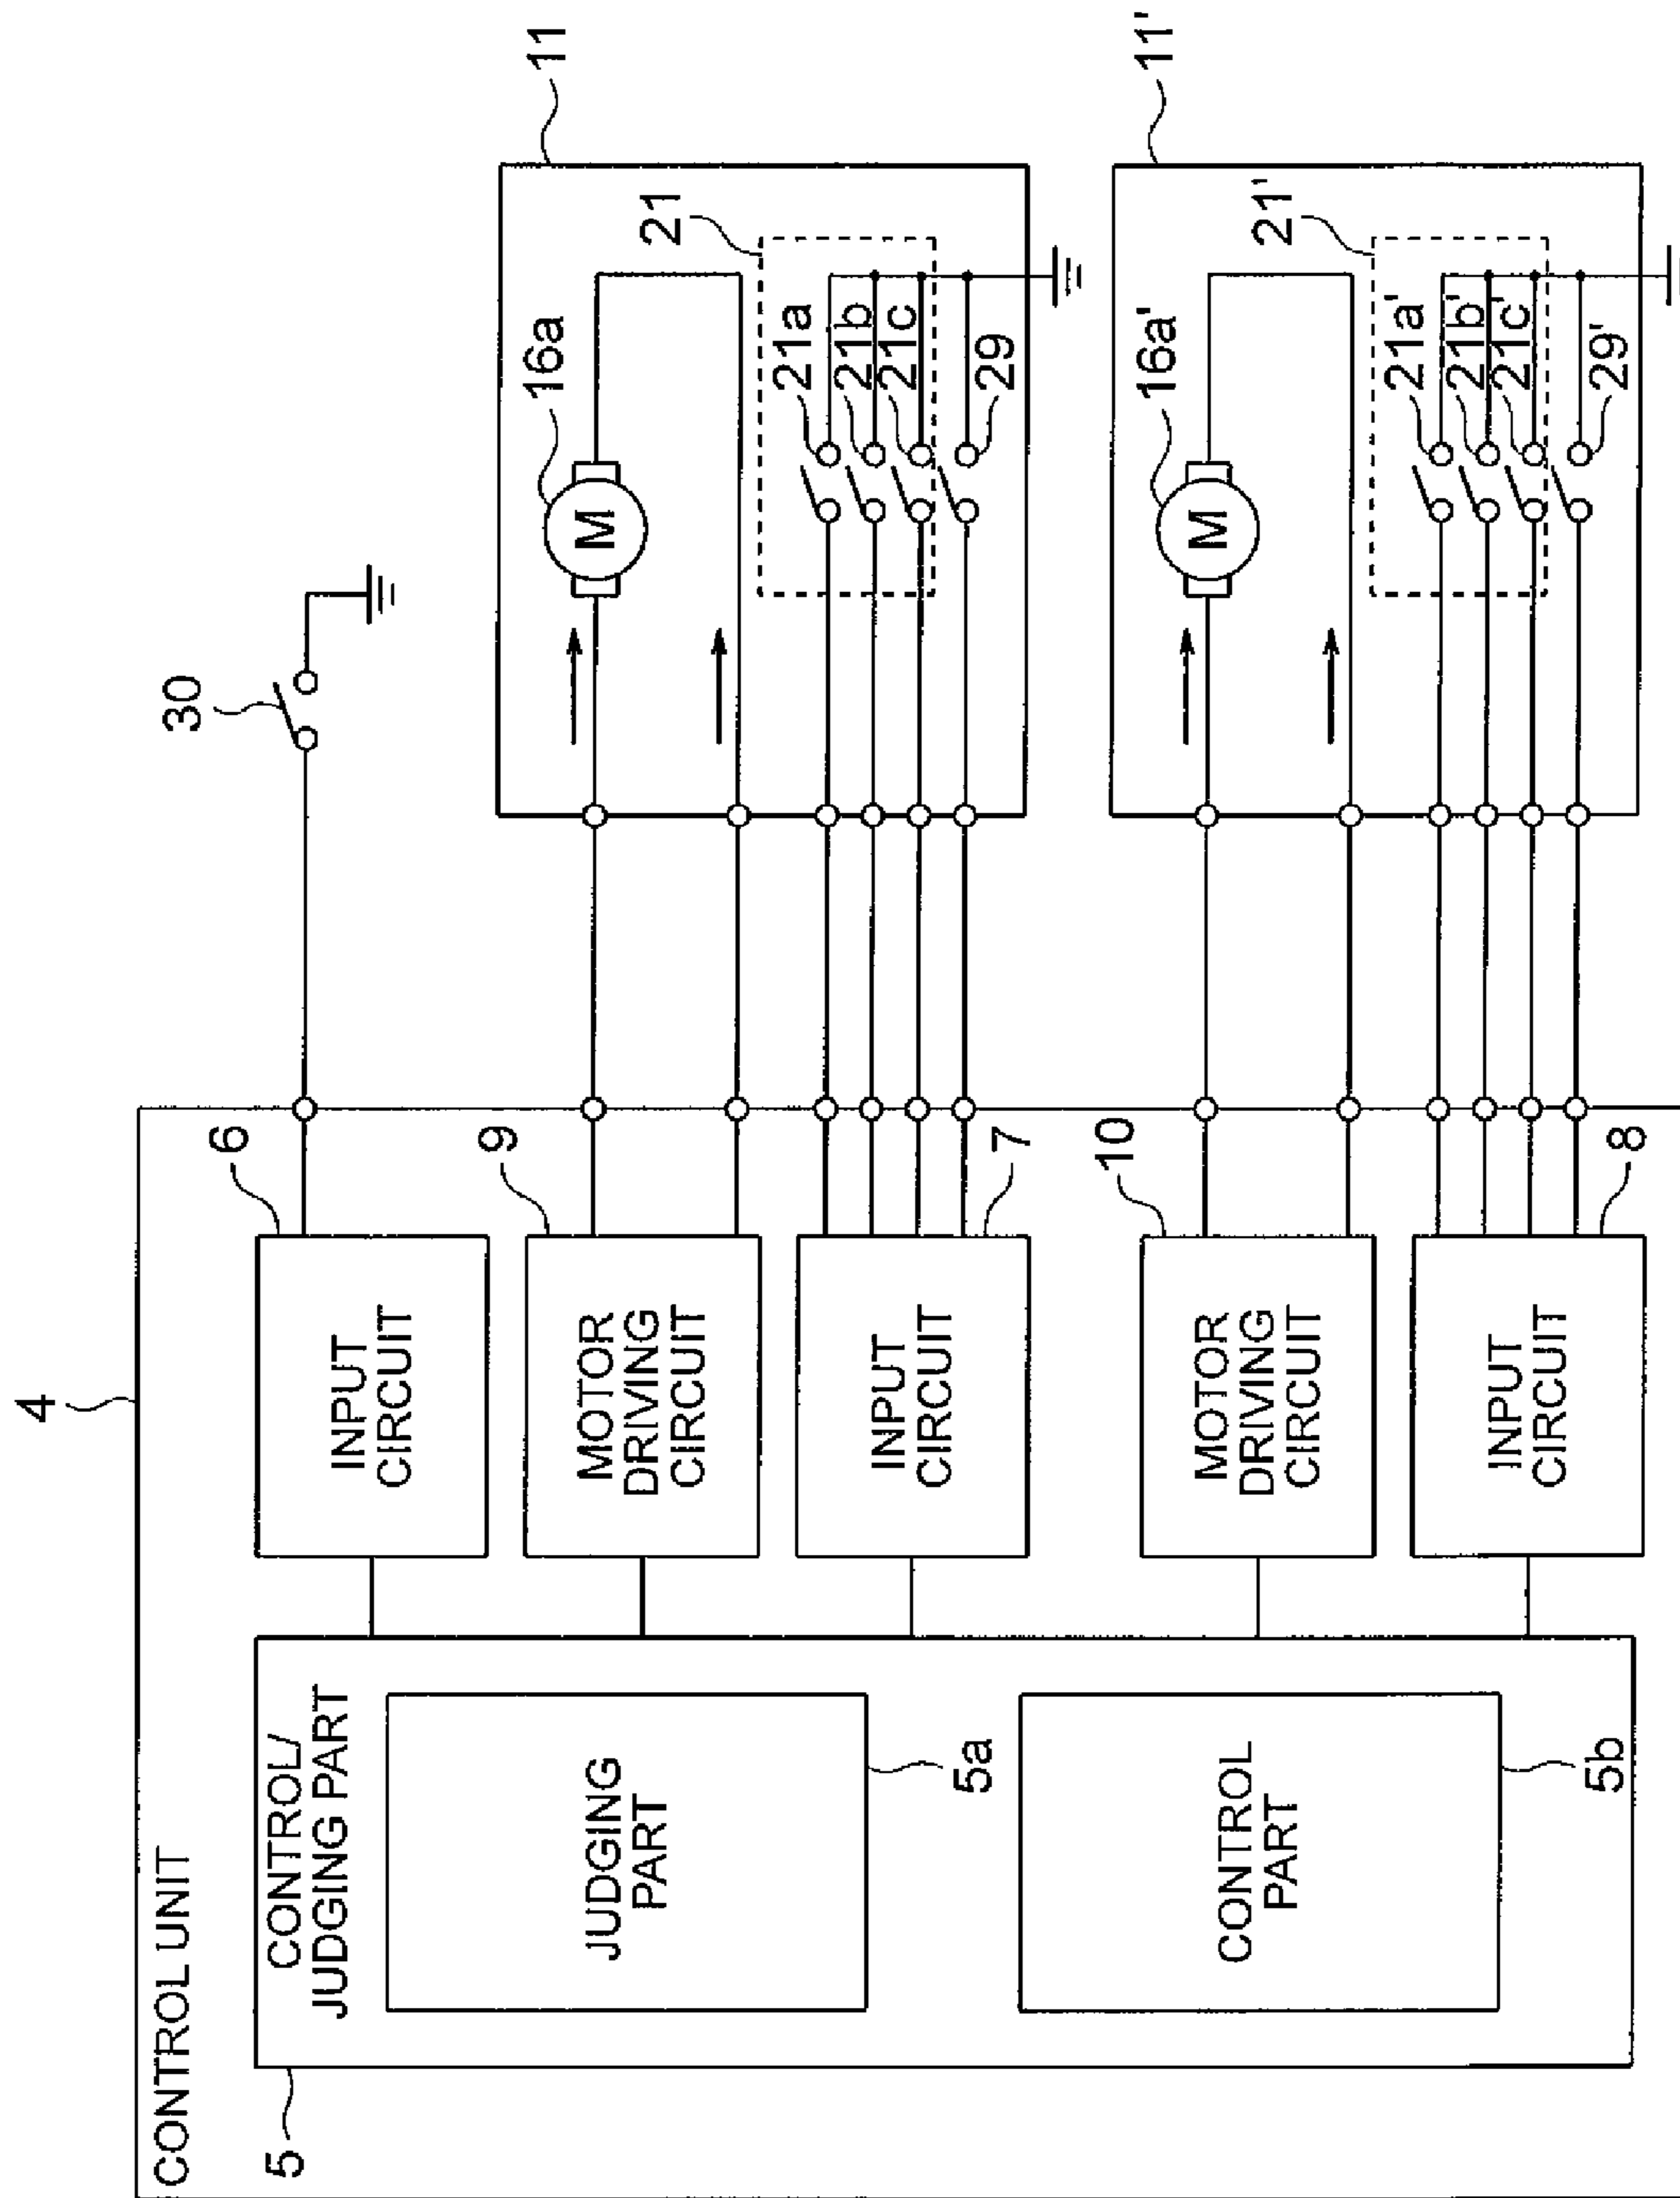 4
CONTROL UNIT
5
CONTROL/
JUDGING PART
JUDGING
PART
5a
CONTROL
PART
5b
INPUT
CIRCUIT
6
MOTOR
DRIVING
CIRCUIT
9
INPUT
CIRCUIT
7
MOTOR
DRIVING
CIRCUIT
10
INPUT
CIRCUIT
8
30
11
16a
M
21
21a
21b
21c
29
11'
16a'
M
21'
21a'
21b'
21c'
29'